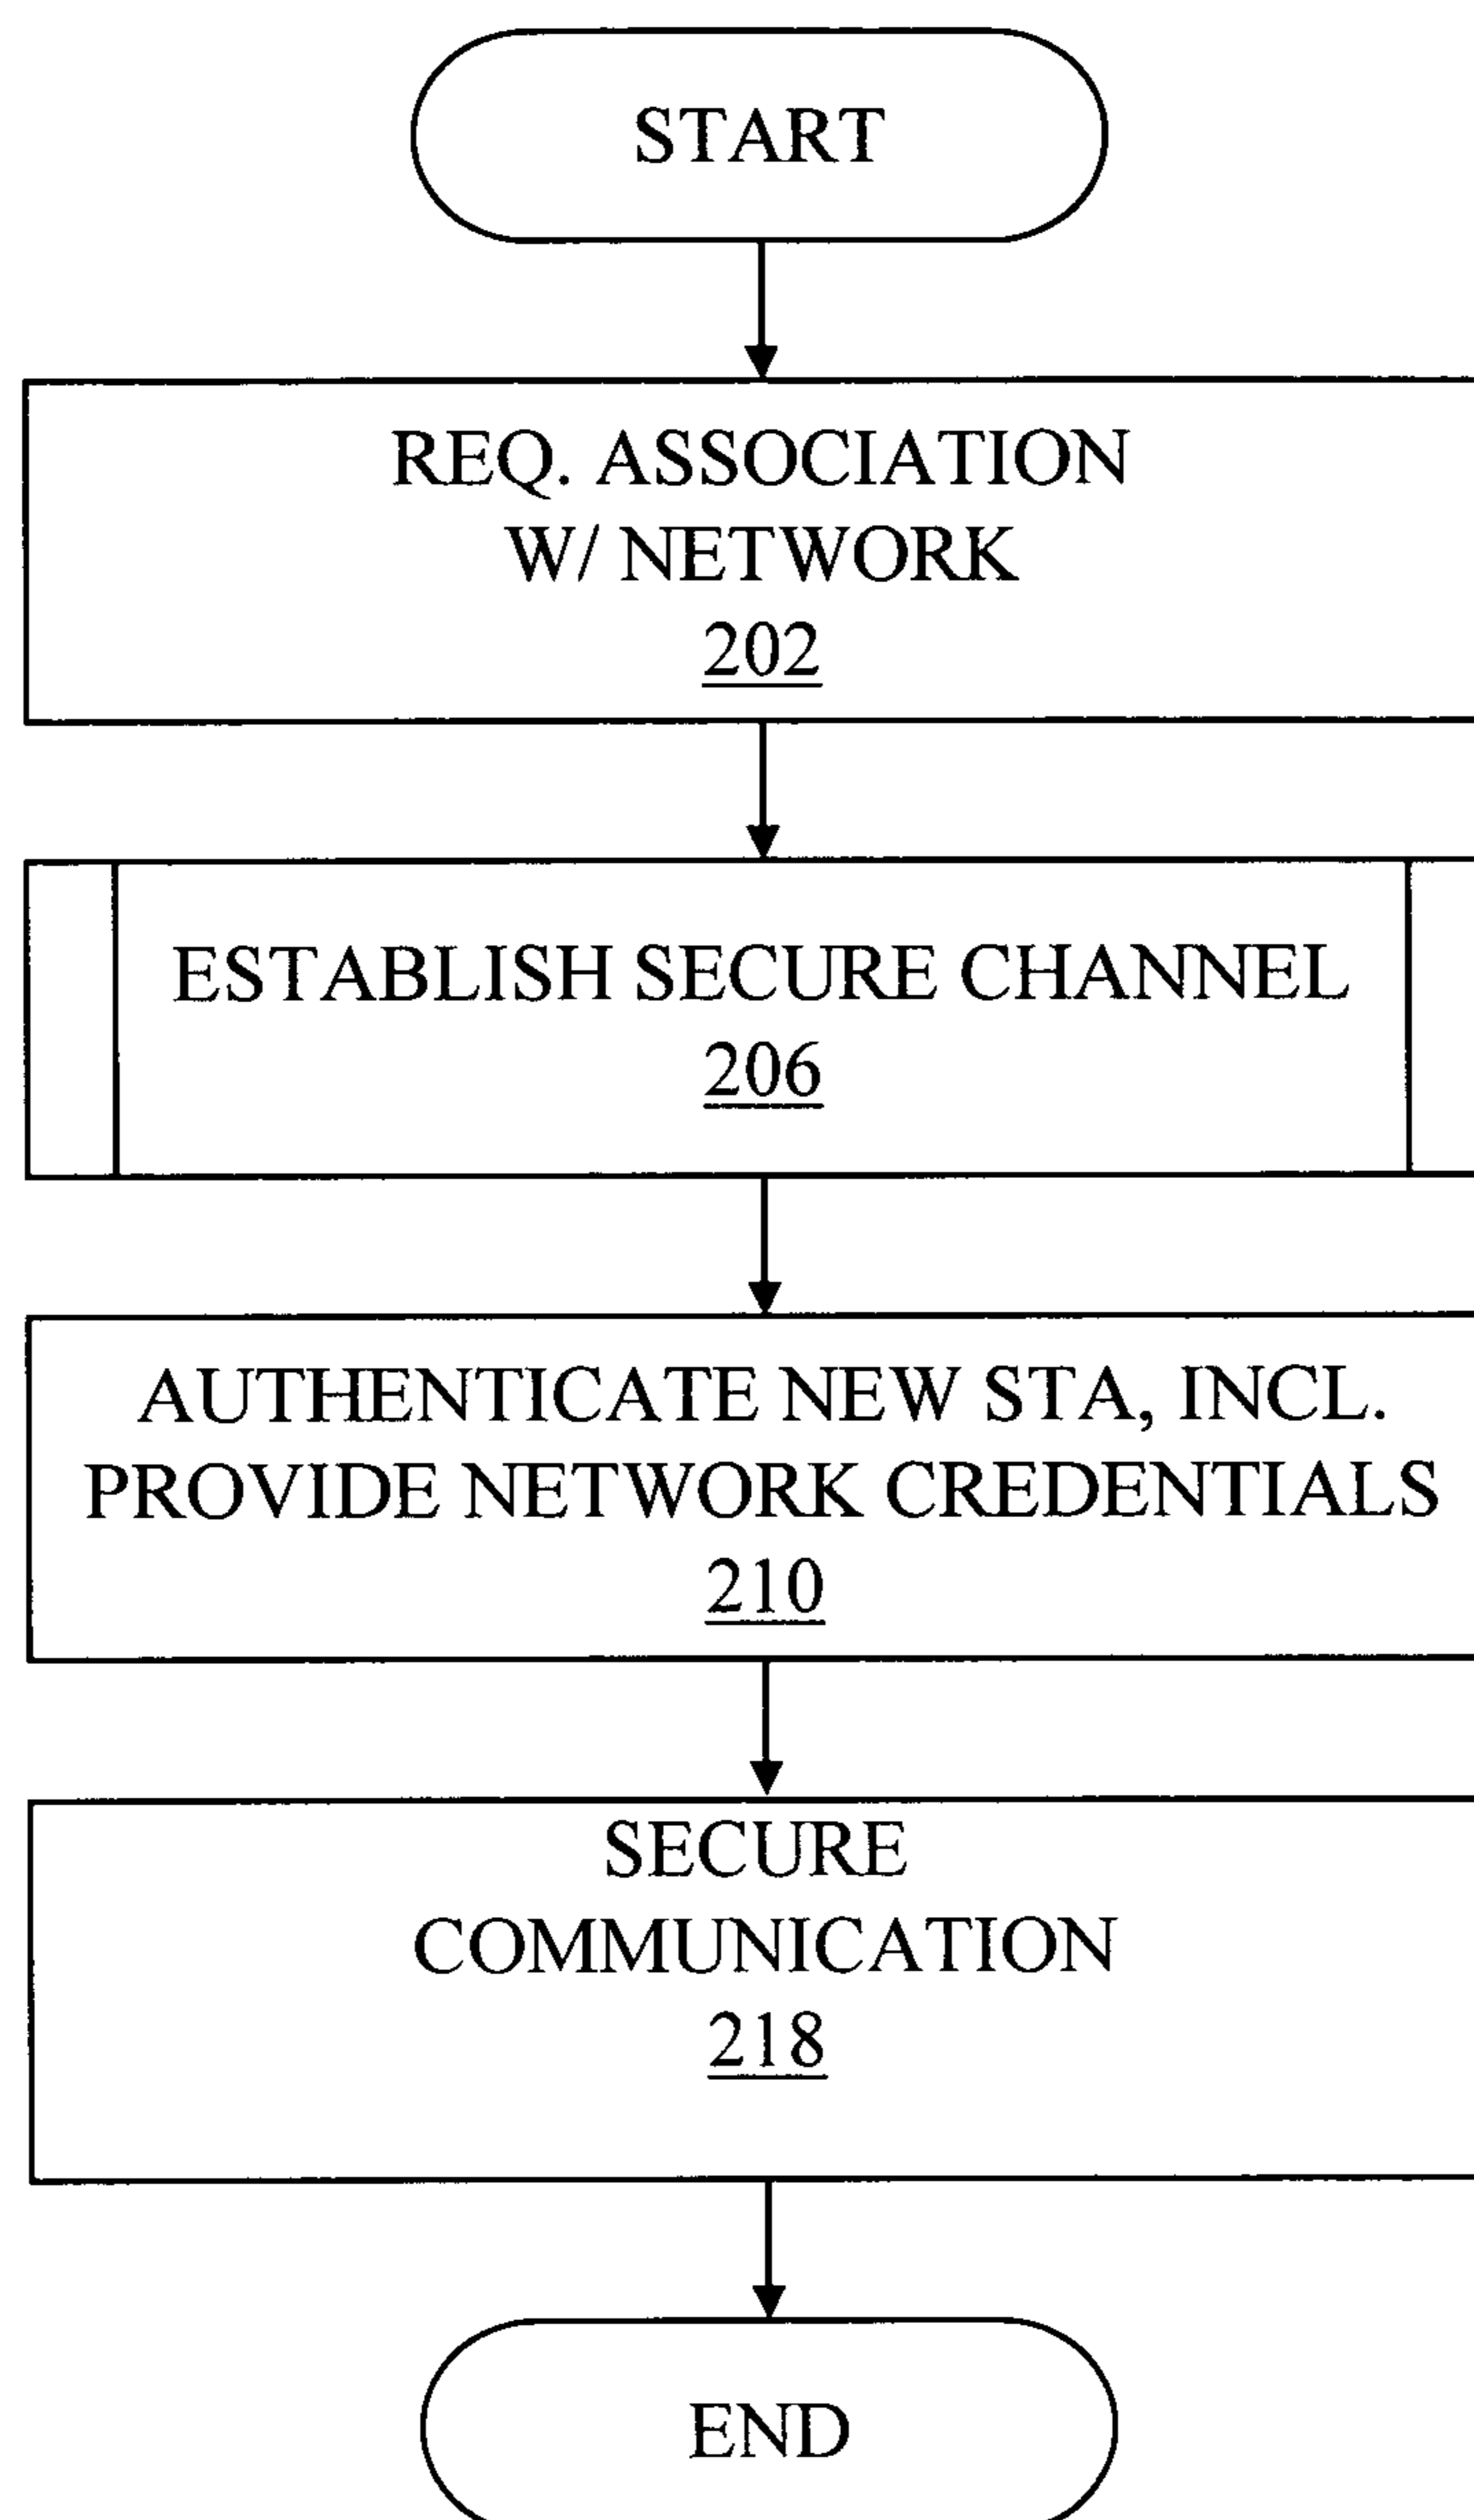 START
REQ. ASSOCIATION
W/ NETWORK
202
ESTABLISH SECURE CHANNEL
206
AUTHENTICATE NEW STA, INCL.
PROVIDE NETWORK CREDENTIALS
210
SECURE
COMMUNICATION
218
END